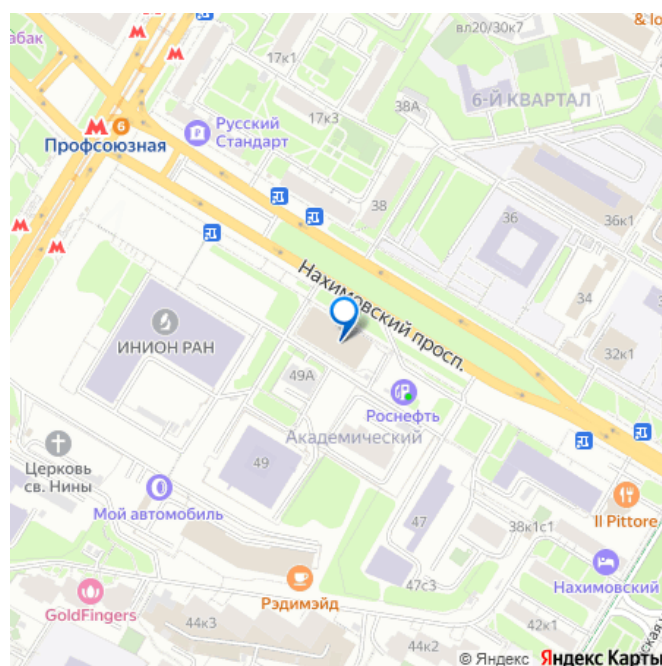 & lo
абак
вл20/30к7
17к1
38А
6-Й КВАРТАЛ
17к3
6
Профсоюзная
Русский
Стандарт
38
36
36к1
34
32к1
Нахимовский просп.
ИНИОН РАН
49А
Роснефть
Академический
49
Церковь
св. Нины
Мой автомобиль
47
38к1с1
Il Pittore
Нахимовский
47с3
Рэдимэйд
GoldFingers
44к3
44к2
42к1
© Яндекс Яндекс Карты